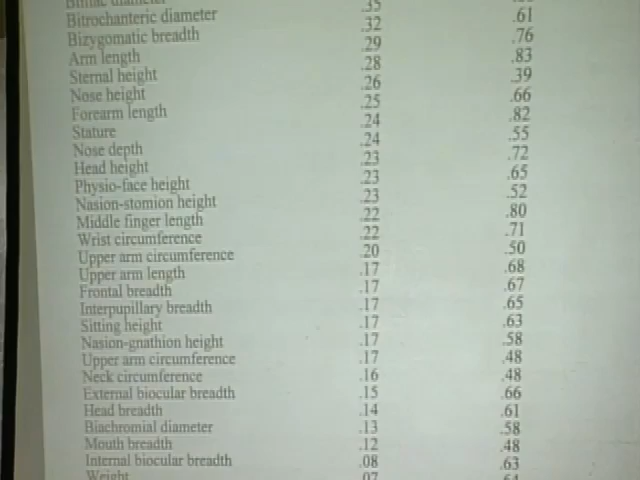 Bitrochanteric diameter .35
Bizygomatic breadth .32 .61
Arm length .29 .76
Sternal height .28 .83
Nose height .26 .39
Forearm length .25 .66
Stature .24 .82
Nose depth .24 .55
Head height .23 .72
Physio-face height .23 .65
Nasion-stomion height .23 .52
Middle finger length .22 .80
Wrist circumference .22 .71
Upper arm circumference .20 .50
Upper arm length .17 .68
Frontal breadth .17 .67
Interpupillary breadth .17 .65
Sitting height .17 .63
Nasion-gnathion height .17 .58
Upper arm circumference .17 .48
Neck circumference .16 .48
External biocular breadth .15 .66
Head breadth .14 .61
Biachromial diameter .13 .58
Mouth breadth .12 .48
Internal biocular breadth .08 .63
Weight .07